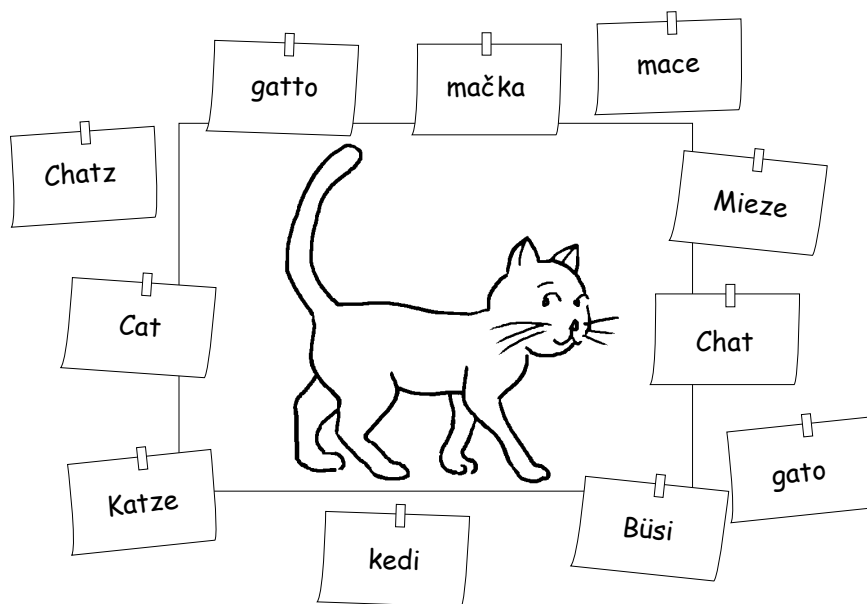 gatto
mačka
mace
Chatz
Mieze
Cat
Chat
Katze
gato
kedi
Büsi